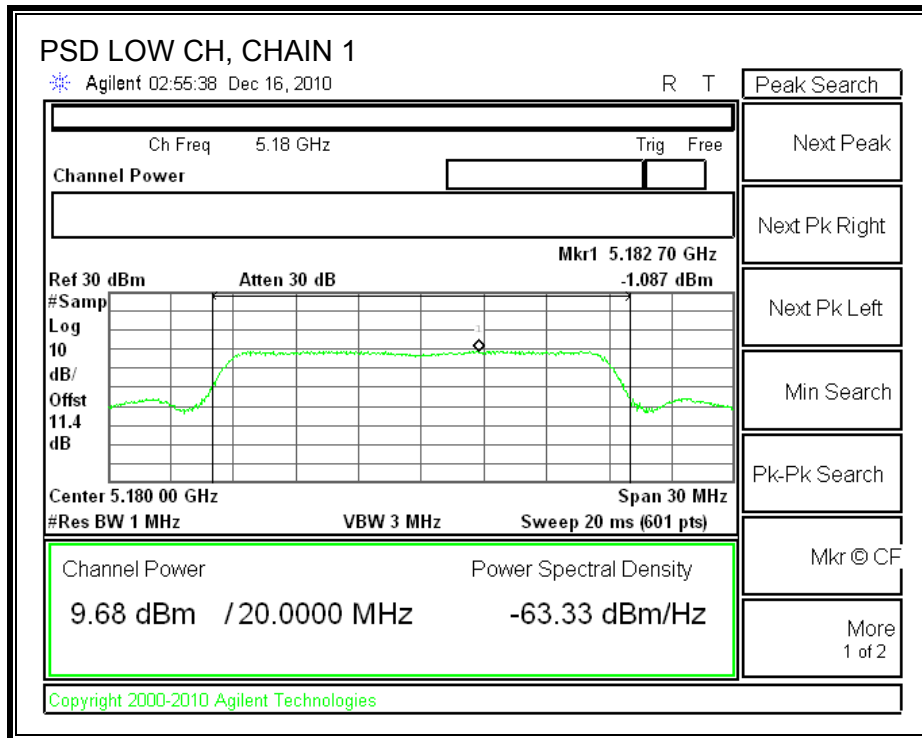 PSD LOW CH, CHAIN 1
Agilent 02:55:38 Dec 16, 2010 R T
Peak Search
Ch Freq 5.18 GHz Trig Free
Channel Power
Next Peak
Next Pk Right
Mkr1 5.182 70 GHz
Ref 30 dBm Atten 30 dB -1.087 dBm
#Samp
Log
10
dB/
Offst
11.4
dB
1
Next Pk Left
Min Search
Pk-Pk Search
Center 5.180 00 GHz Span 30 MHz
#Res BW 1 MHz VBW 3 MHz Sweep 20 ms (601 pts)
Channel Power Power Spectral Density
9.68 dBm / 20.0000 MHz -63.33 dBm/Hz
Mkr © CF
More
1 of 2
Copyright 2000-2010 Agilent Technologies